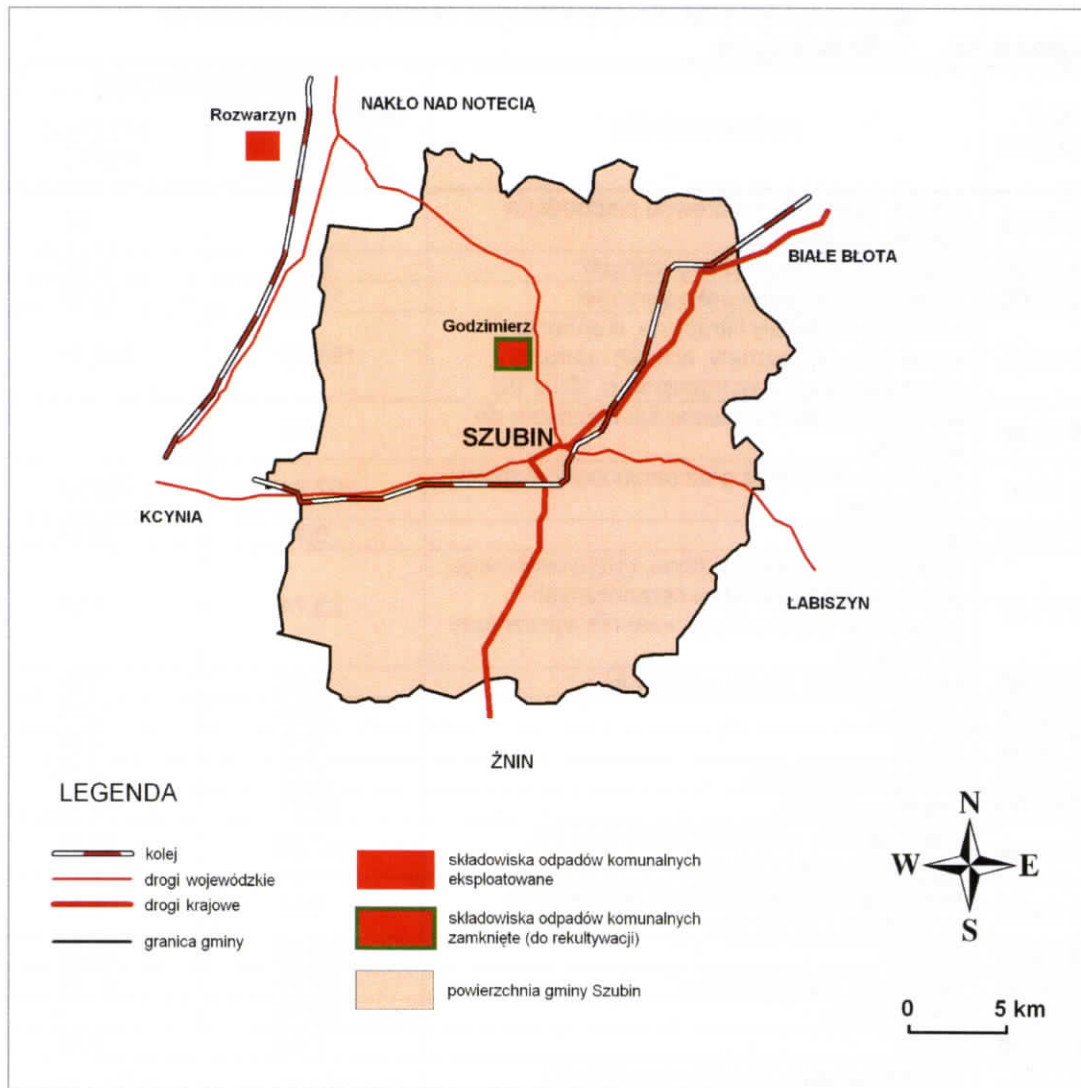 NAKŁO NAD NOTECIĄ
Rozwarzyn
BIAŁE BŁOTA
Godzimierz
SZUBIN
KCYNIA
ŁABISZYN
ŻNIN
LEGENDA
kolej
drogi wojewódzkie
drogi krajowe
granica gminy
składowiska odpadów komunalnych
eksploatowane
składowiska odpadów komunalnych
zamknięte (do rekultywacji)
powierzchnia gminy Szubin
N
W
E
S
0 5 km